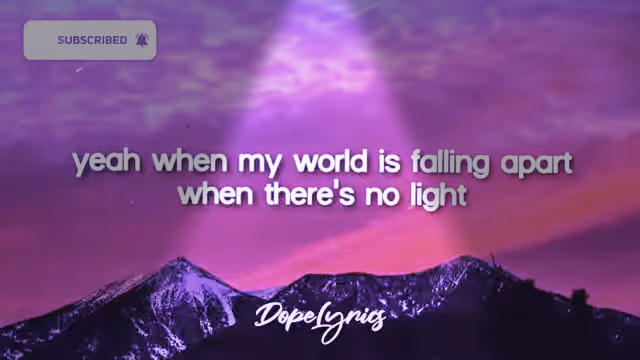 SUBSCRIBED
yeah when my world is falling apart
when there's no light
DopeLyrics